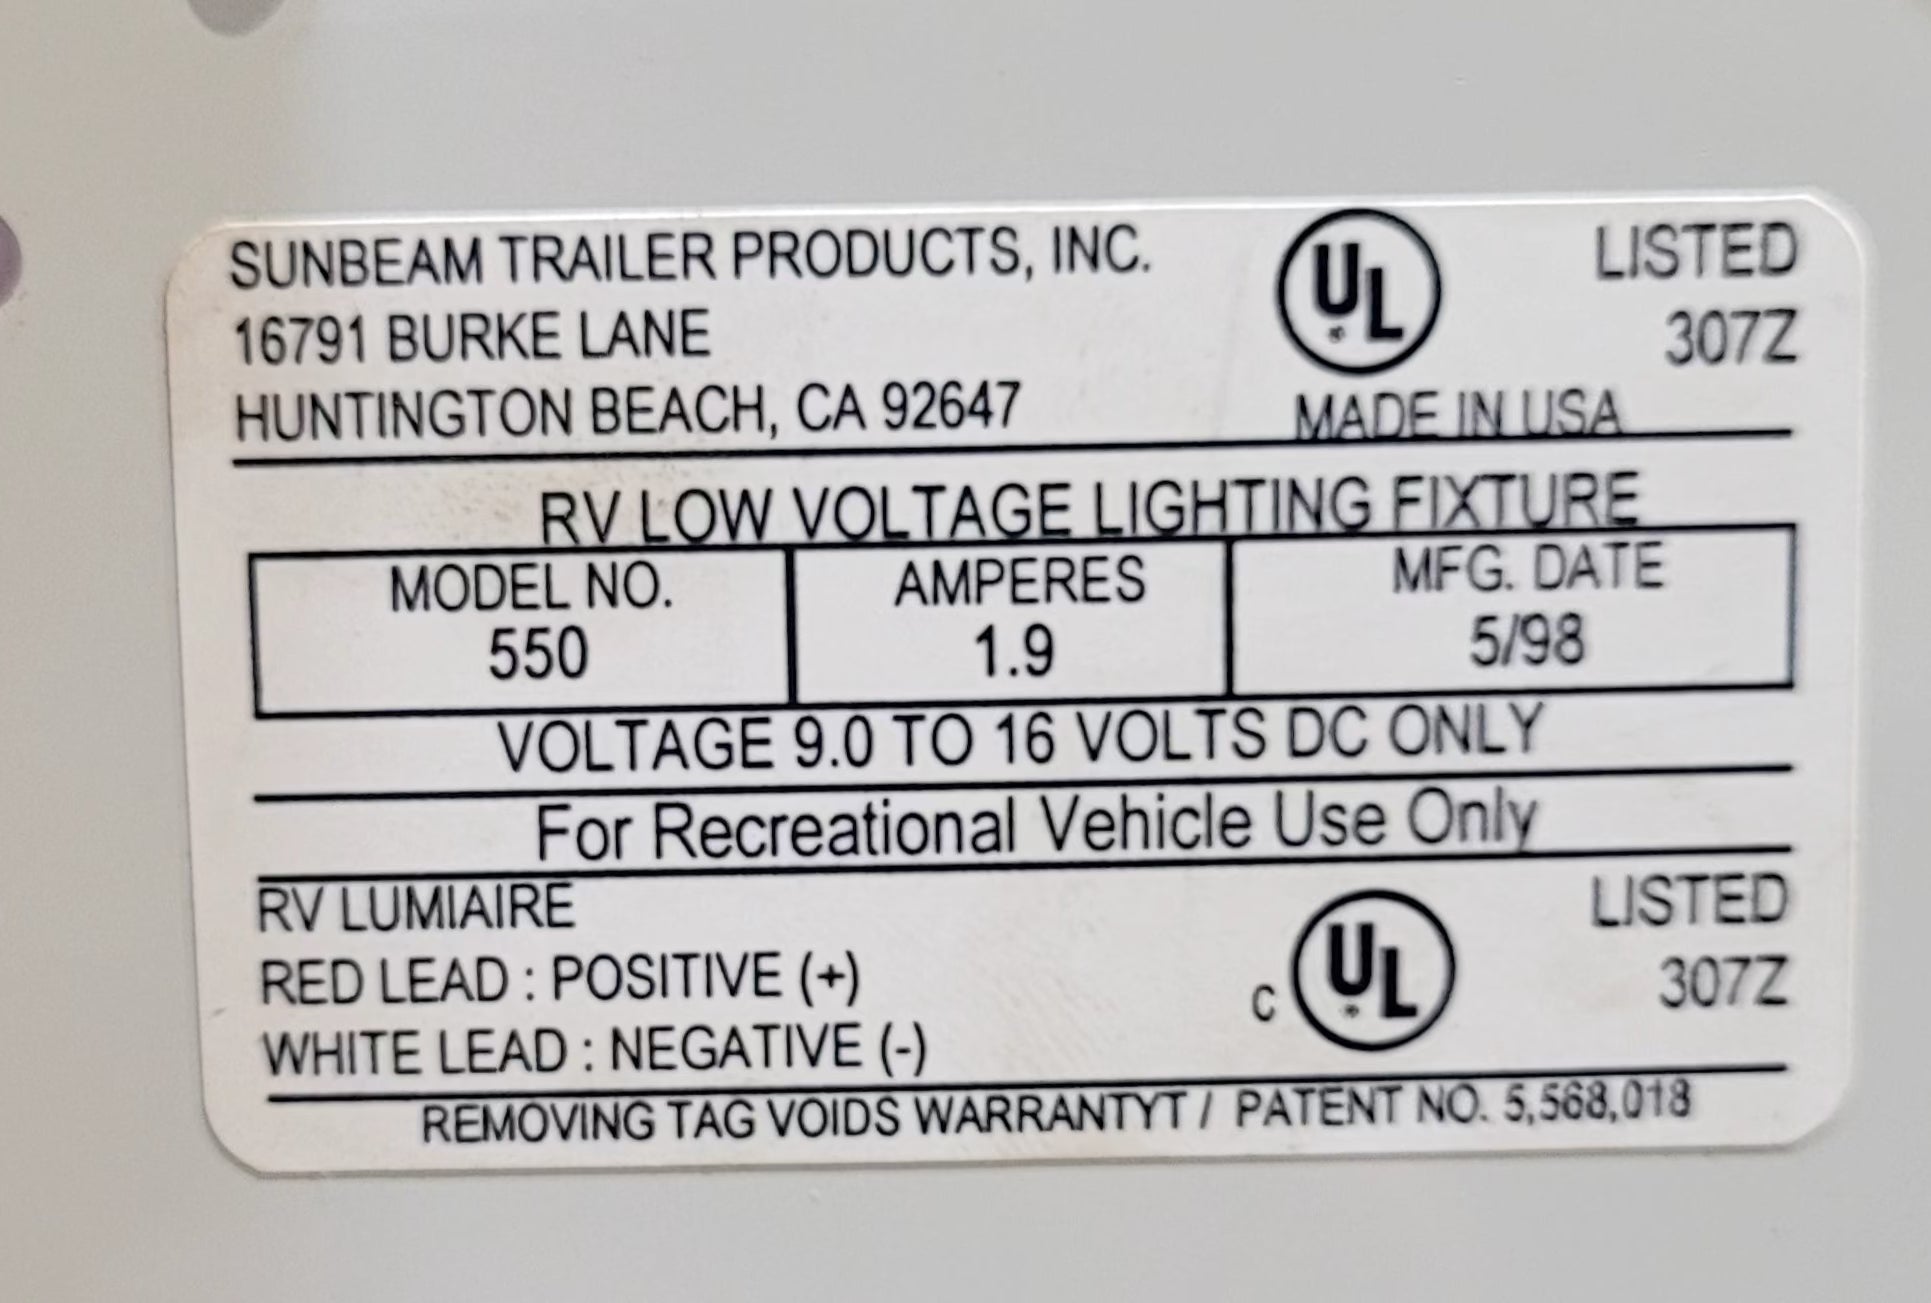 SUNBEAM TRAILER PRODUCTS, INC.
16791 BURKE LANE
HUNTINGTON BEACH, CA 92647
UL® LISTED
307Z
MADE IN USA
RV LOW VOLTAGE LIGHTING FIXTURE
MODEL NO. AMPERES MFG. DATE
550 1.9 5/98
VOLTAGE 9.0 TO 16 VOLTS DC ONLY
For Recreational Vehicle Use Only
RV LUMIAIRE
RED LEAD : POSITIVE (+)
WHITE LEAD : NEGATIVE (-)
C UL® LISTED
307Z
REMOVING TAG VOIDS WARRANTYT / PATENT NO. 5,568,018